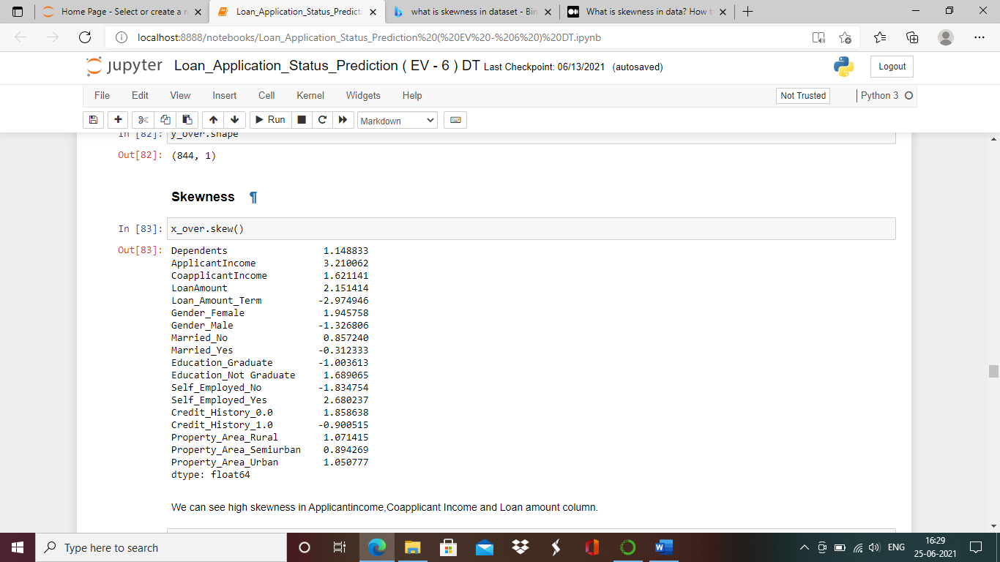 Home Page - Select or create a n
Loan_Application_Status_Predicti
what is skewness in dataset - Bin
What is skewness in data? How t
localhost:8888/notebooks/Loan_Application_Status_Prediction%20(%20EV%20-%206%20)%20DT.ipynb
jupyter Loan_Application_Status_Prediction ( EV - 6 ) DT Last Checkpoint: 06/13/2021 (autosaved)
Logout
File Edit View Insert Cell Kernel Widgets Help
Not Trusted
Python 3
Run
Markdown
In [82]: y_over.shape
Out[82]: (844, 1)
Skewness ¶
In [83]: x_over.skew()
Out[83]: Dependents 1.148833
ApplicantIncome 3.210062
CoapplicantIncome 1.621141
LoanAmount 2.151414
Loan_Amount_Term -2.974946
Gender_Female 1.945758
Gender_Male -1.326806
Married_No 0.857240
Married_Yes -0.312333
Education_Graduate -1.003613
Education_Not Graduate 1.689065
Self_Employed_No -1.834754
Self_Employed_Yes 2.680237
Credit_History_0.0 1.858638
Credit_History_1.0 -0.900515
Property_Area_Rural 1.071415
Property_Area_Semiurban 0.894269
Property_Area_Urban 1.050777
dtype: float64
We can see high skewness in Applicantincome,Coapplicant Income and Loan amount column.
Type here to search
ENG
16:29
25-06-2021